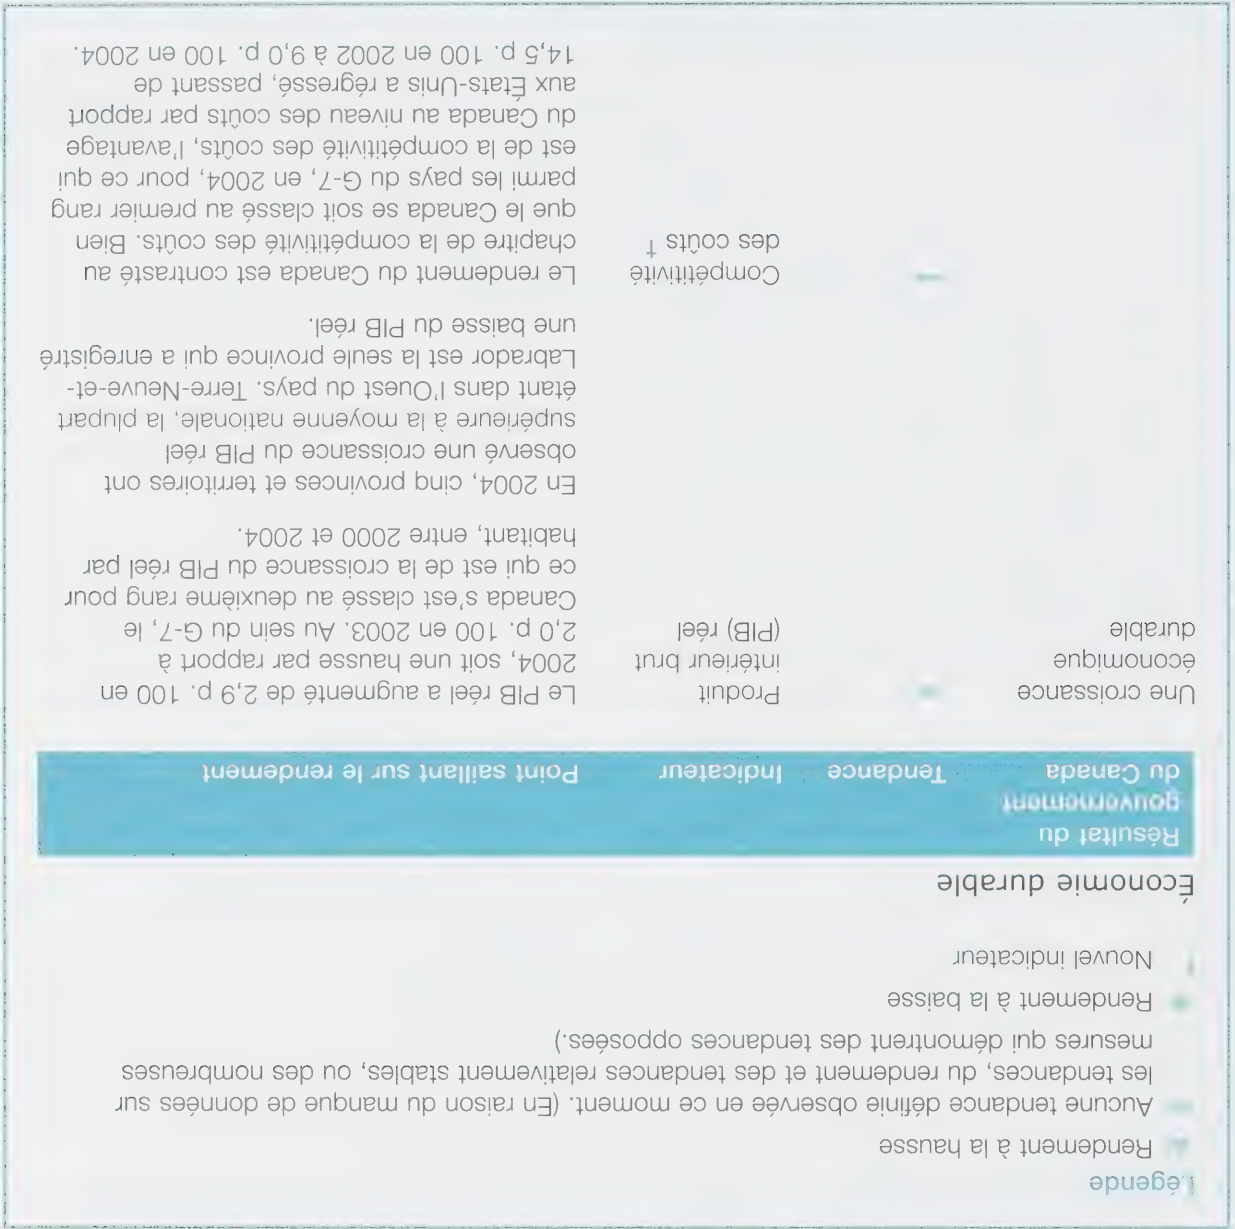 Légende
Rendement à la hausse
Aucune tendance définie observée en ce moment. (En raison du manque de données sur
les tendances, du rendement et des tendances relativement stables, ou des nombreuses
mesures qui démontrent des tendances opposées.)
Rendement à la baisse
† Nouvel indicateur
Économie durable
Résultat du
gouvernement
du Canada
Tendance
Indicateur
Point saillant sur le rendement
Une croissance
économique
durable
Produit
intérieur brut
(PIB) réel
Le PIB réel a augmenté de 2,9 p. 100 en
2004, soit une hausse par rapport à
2,0 p. 100 en 2003. Au sein du G-7, le
Canada s'est classé au deuxième rang pour
ce qui est de la croissance du PIB réel par
habitant, entre 2000 et 2004.
En 2004, cinq provinces et territoires ont
observé une croissance du PIB réel
supérieure à la moyenne nationale, la plupart
étant dans l'Ouest du pays. Terre-Neuve-et-
Labrador est la seule province qui a enregistré
une baisse du PIB réel.
Compétitivité
des coûts †
Le rendement du Canada est contrasté au
chapitre de la compétitivité des coûts. Bien
que le Canada se soit classé au premier rang
parmi les pays du G-7, en 2004, pour ce qui
est de la compétitivité des coûts, l'avantage
du Canada au niveau des coûts par rapport
aux États-Unis a régressé, passant de
14,5 p. 100 en 2002 à 9,0 p. 100 en 2004.